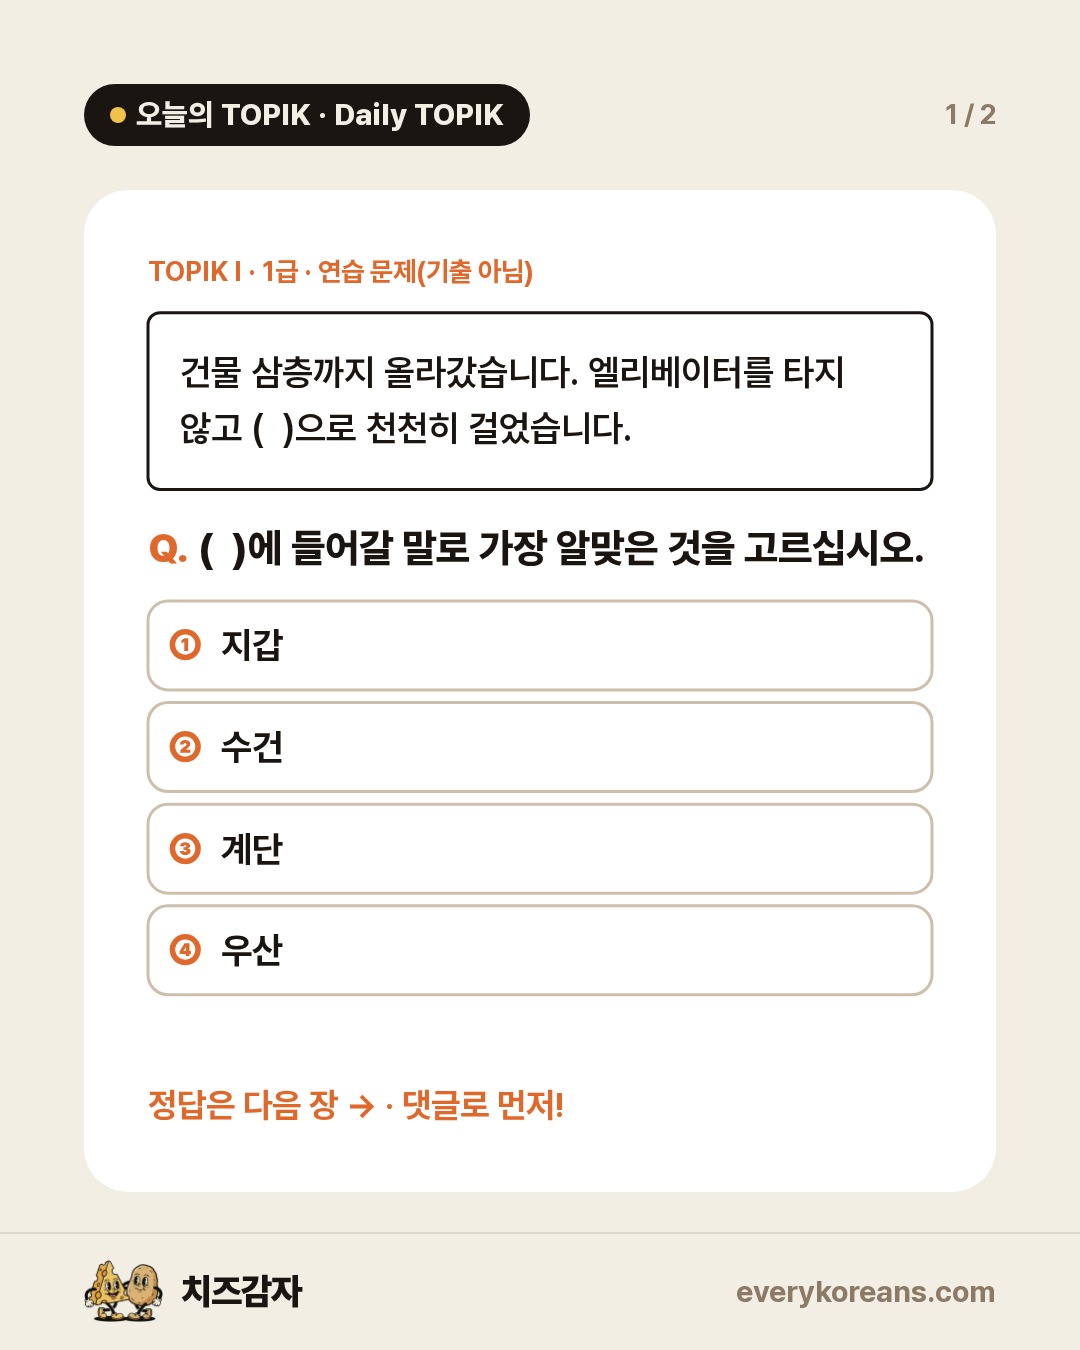 오늘의 TOPIK · Daily TOPIK
1 / 2
TOPIK I · 1급 · 연습 문제(기출 아님)
건물 삼층까지 올라갔습니다. 엘리베이터를 타지
않고 (  )으로 천천히 걸었습니다.
Q. (  )에 들어갈 말로 가장 알맞은 것을 고르십시오.
① 지갑
② 수건
③ 계단
④ 우산
정답은 다음 장 → · 댓글로 먼저!
치즈감자
everykoreans.com